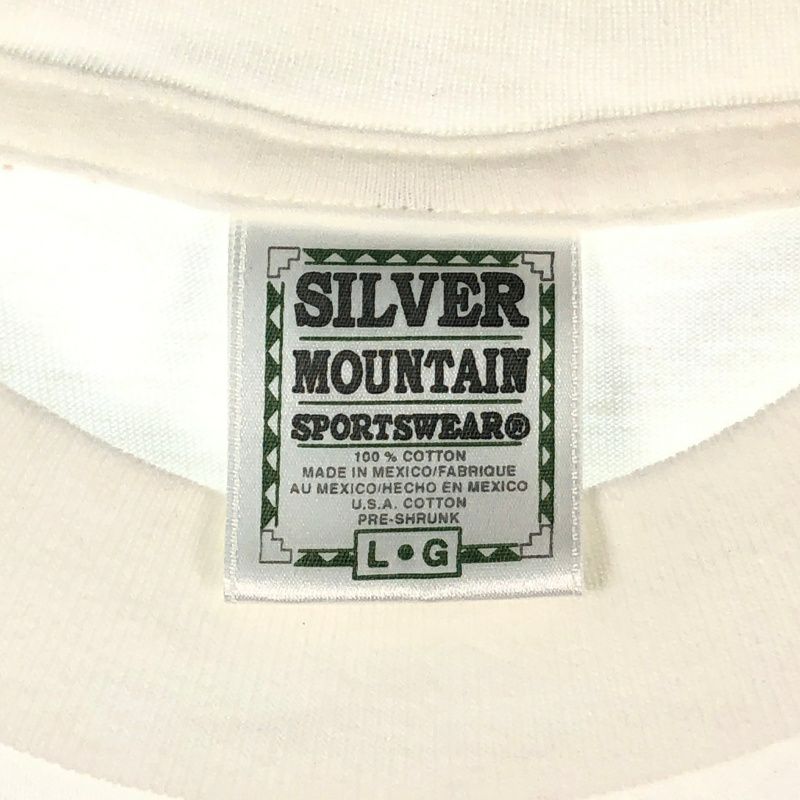 SILVER
MOUNTAIN
SPORTSWEAR®
100 % COTTON
MADE IN MEXICO/FABRIQUE
AU MEXICO/HECHO EN MEXICO
U.S.A. COTTON
PRE-SHRUNK
L • G